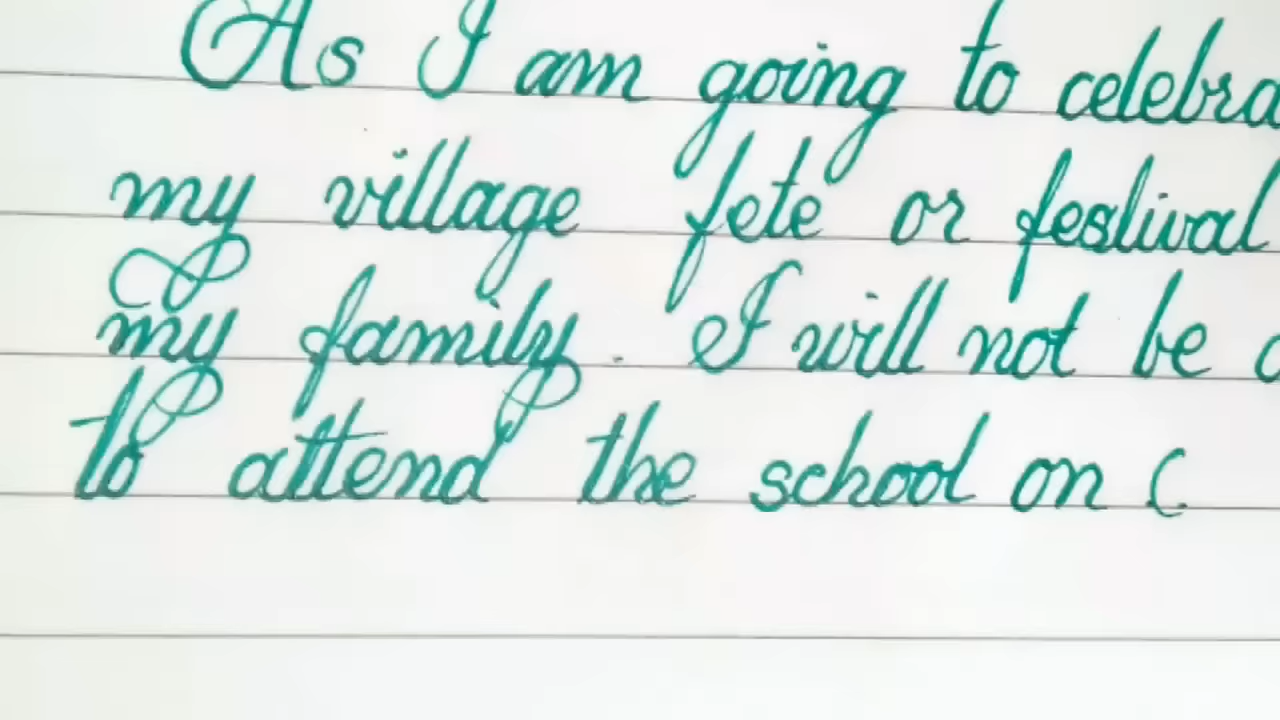 As I am going to celebra
my village fete or festival
my family. I will not be
to attend the school on (